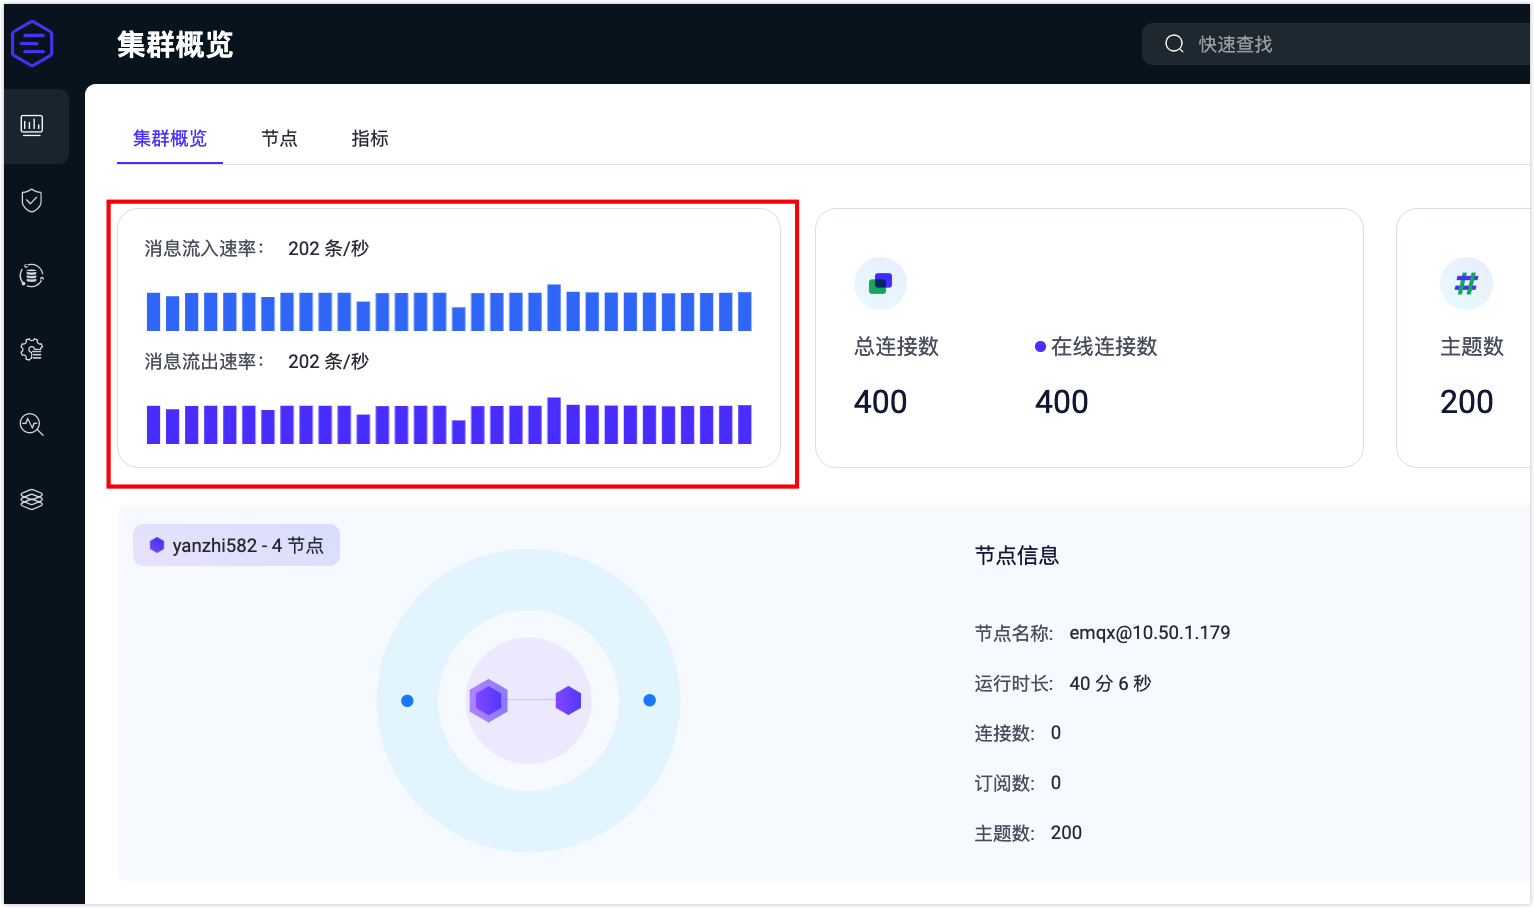 集群概览
快速查找
集群概览 节点 指标
消息流入速率： 202 条/秒
消息流出速率： 202 条/秒
总连接数
400
在线连接数
400
主题数
200
yanzhi582 - 4 节点
节点信息
节点名称: emqx@10.50.1.179
运行时长: 40 分 6 秒
连接数: 0
订阅数: 0
主题数: 200